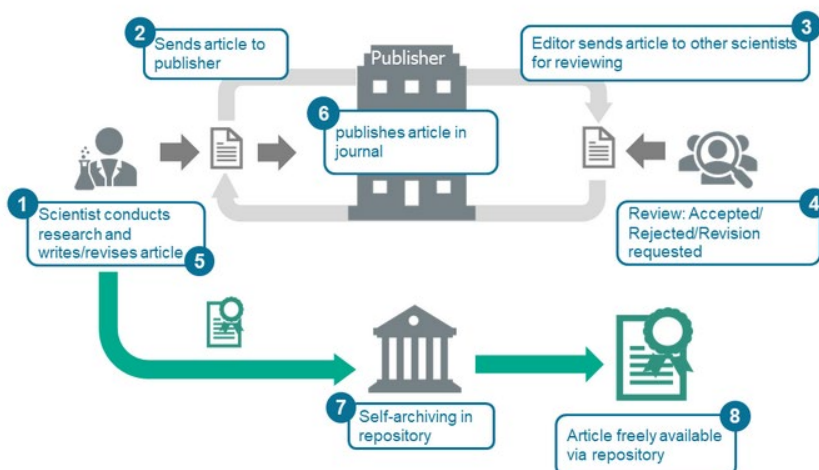 2
Sends article to
publisher
Publisher
3
Editor sends article to other scientists
for reviewing
6
publishes article in
journal
1
Scientist conducts
research and
writes/revises article
5
4
Review: Accepted/
Rejected/Revision
requested
7
Self-archiving in
repository
8
Article freely available
via repository